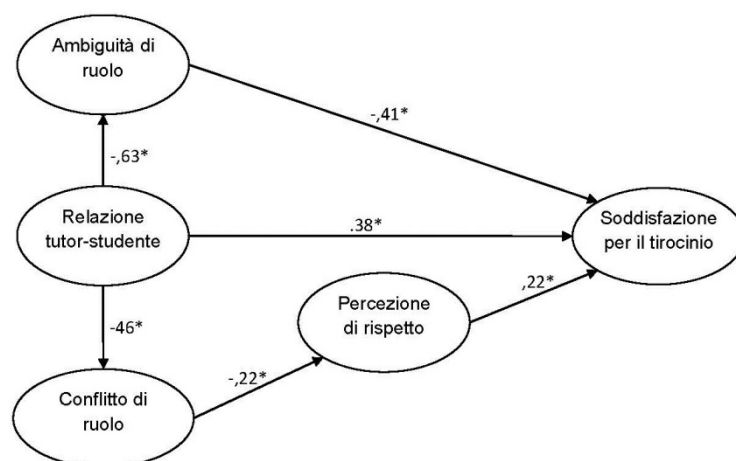 Ambiguità di
ruolo
-,41*
-,63*
Relazione
tutor-studente
.38*
Soddisfazione
per il tirocinio
Percezione
di rispetto
,22*
-46*
-,22*
Conflitto di
ruolo